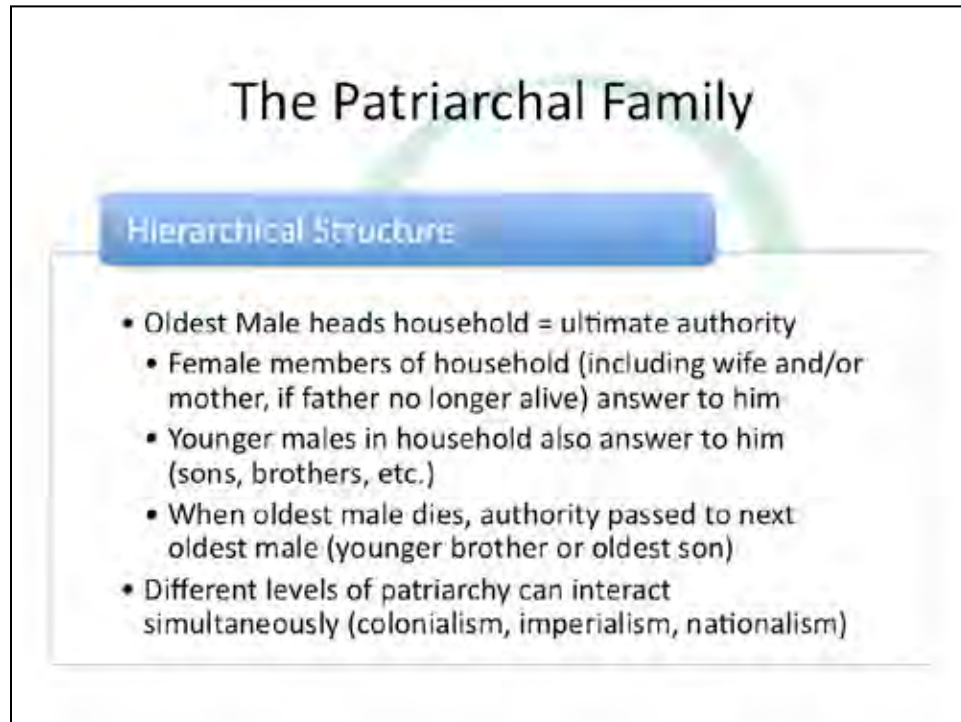 The Patriarchal Family
Hierarchical Structure
• Oldest Male heads household = ultimate authority
• Female members of household (including wife and/or
mother, if father no longer alive) answer to him
• Younger males in household also answer to him
(sons, brothers, etc.)
• When oldest male dies, authority passed to next
oldest male (younger brother or oldest son)
• Different levels of patriarchy can interact
simultaneously (colonialism, imperialism, nationalism)